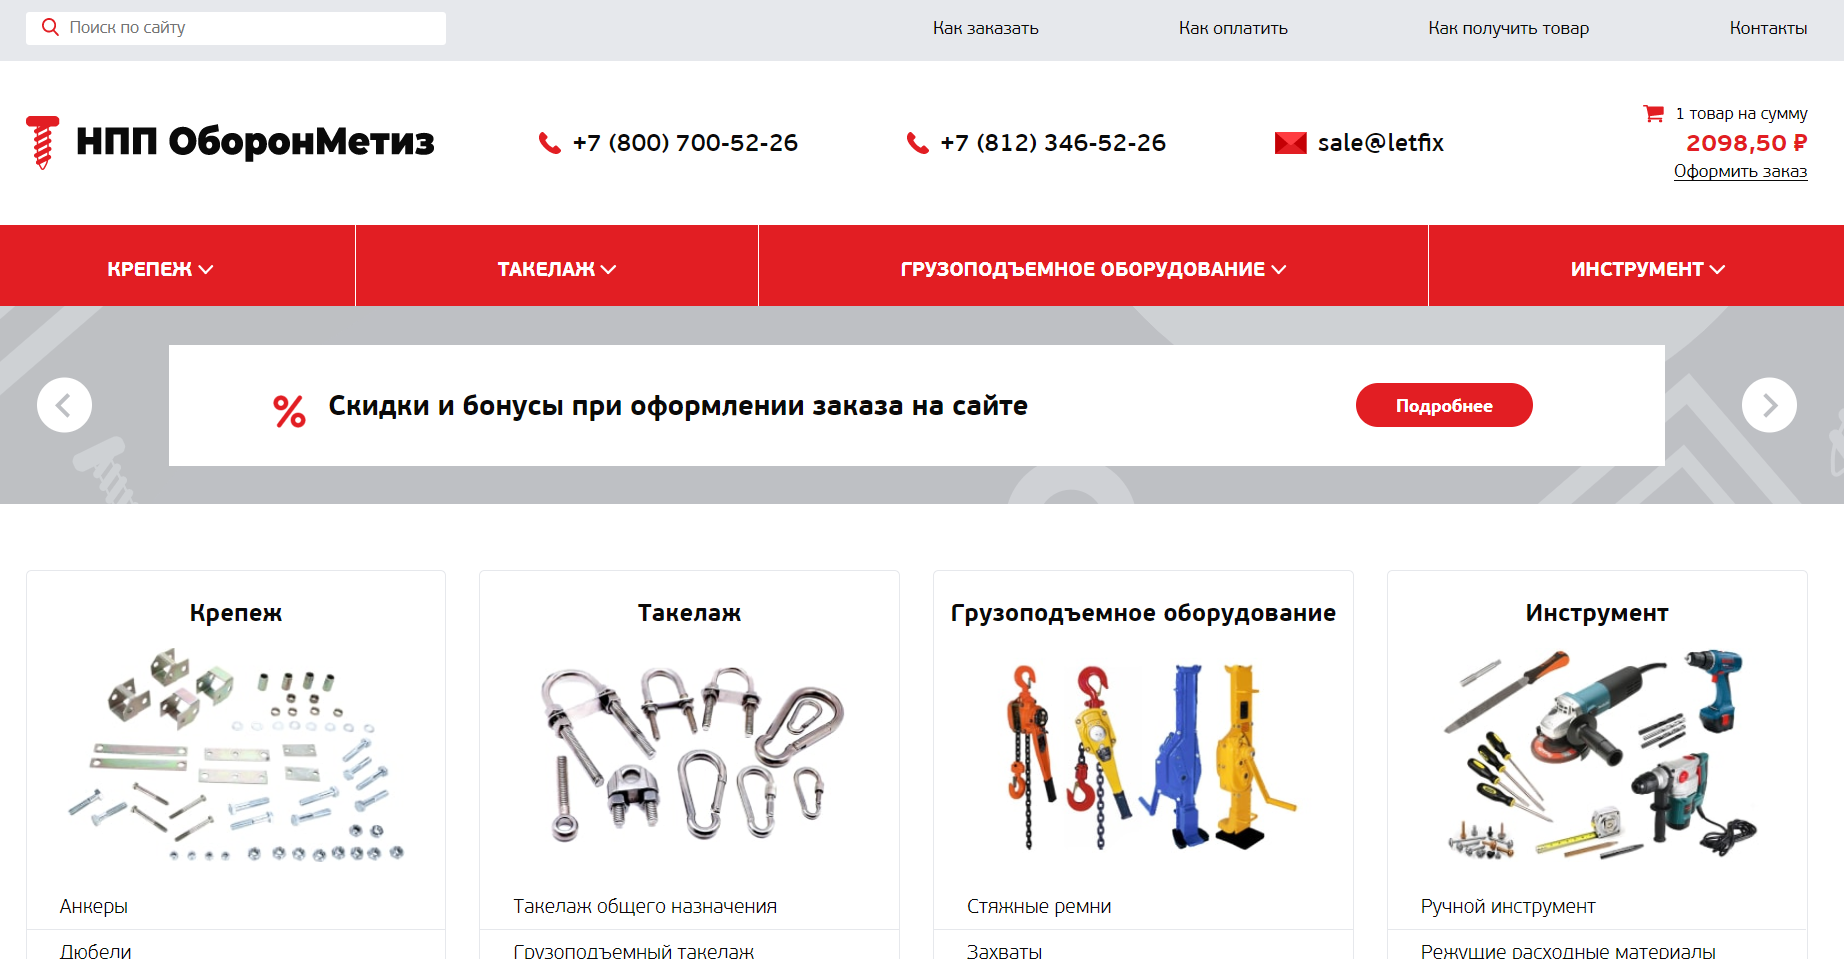 Поиск по сайту
Как заказать
Как оплатить
Как получить товар
Контакты
НПП ОборонМетиз
+7 (800) 700-52-26
+7 (812) 346-52-26
sale@letfix
1 товар на сумму
2098,50 ₽
Оформить заказ
КРЕПЕЖ
ТАКЕЛАЖ
ГРУЗОПОДЪЕМНОЕ ОБОРУДОВАНИЕ
ИНСТРУМЕНТ
% Скидки и бонусы при оформлении заказа на сайте
Подробнее
Крепеж
Такелаж
Грузоподъемное оборудование
Инструмент
Анкеры
Такелаж общего назначения
Стяжные ремни
Ручной инструмент
Дюбели
Грузоподъемный такелаж
Захваты
Режущие расходные материалы